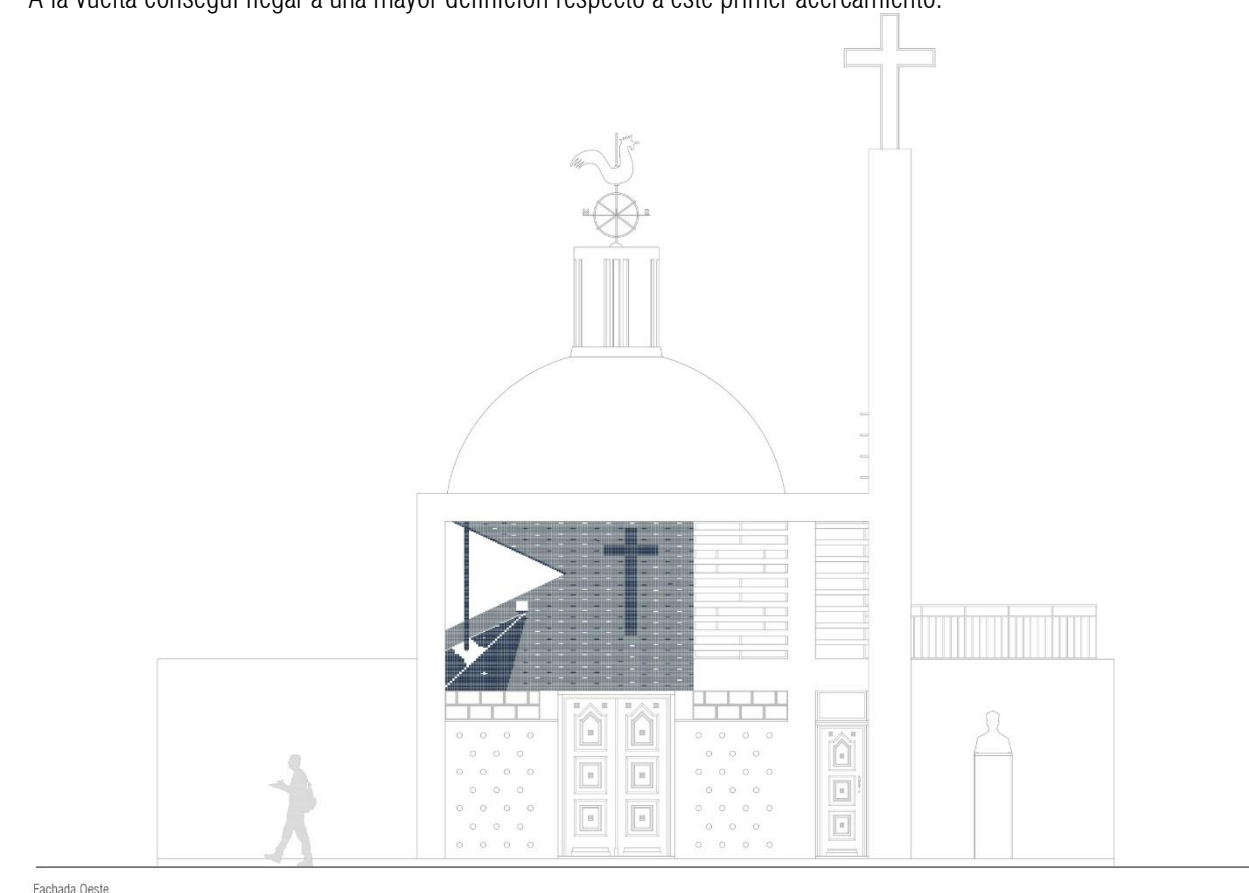 A la vuelta conseguí llegar a una mayor definición respecto a este primer acercamiento.
Fachada Oeste